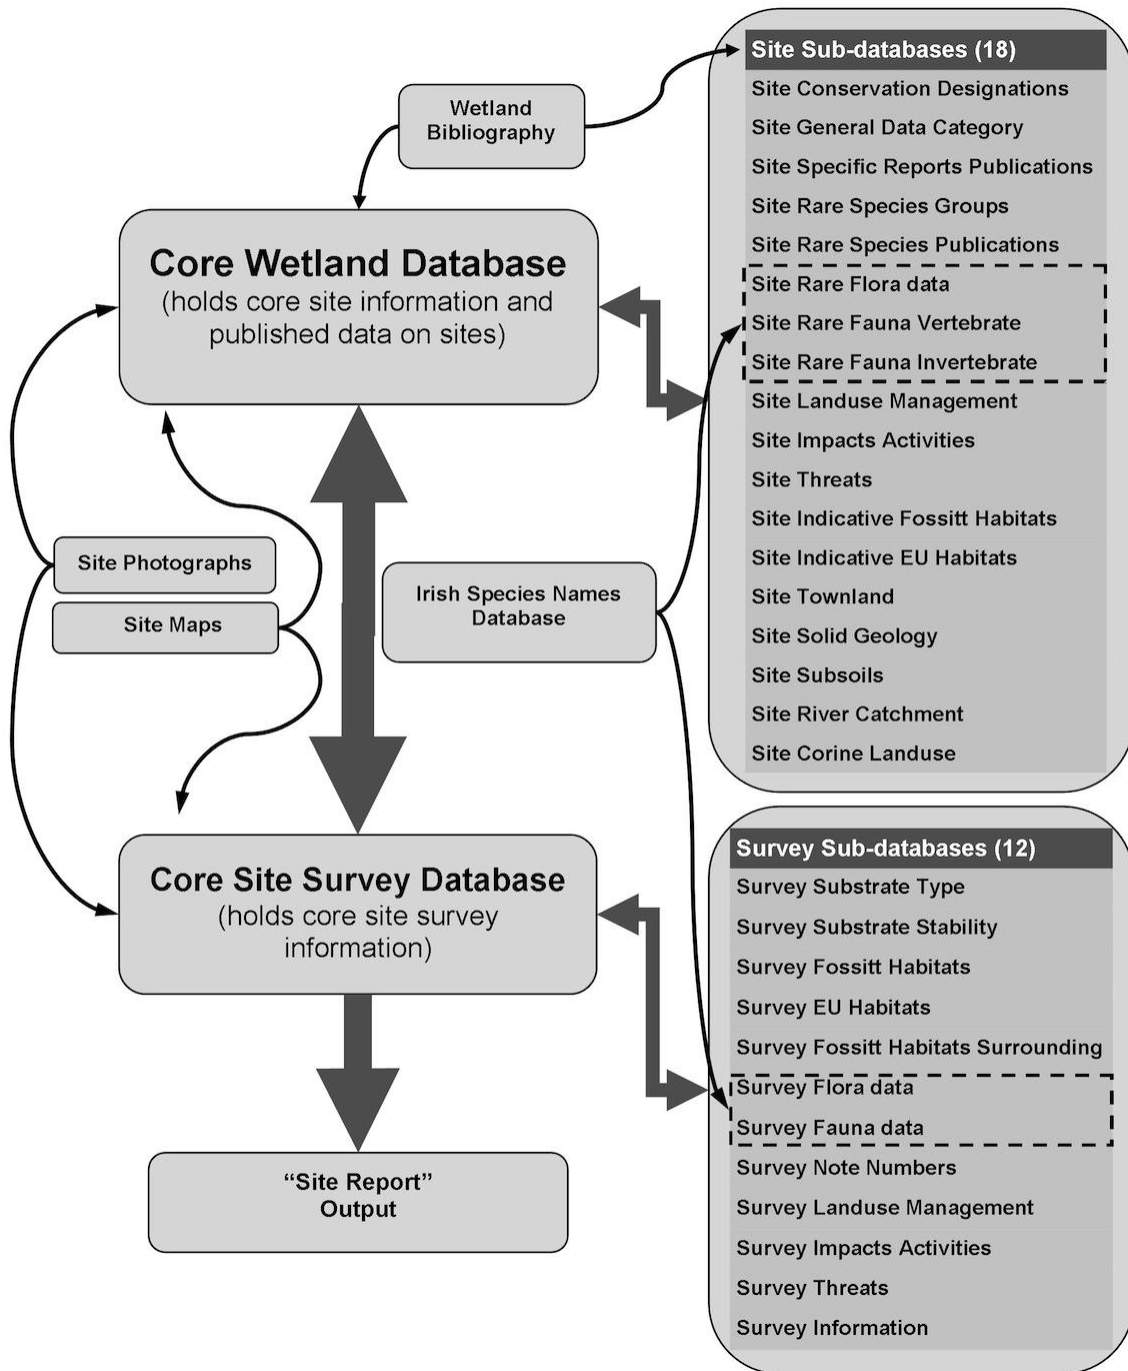 Wetland
Bibliography
Core Wetland Database
(holds core site information and
published data on sites)
Site Photographs
Site Maps
Irish Species Names
Database
Core Site Survey Database
(holds core site survey
information)
“Site Report”
Output
Site Sub-databases (18)
Site Conservation Designations
Site General Data Category
Site Specific Reports Publications
Site Rare Species Groups
Site Rare Species Publications
Site Rare Flora data
Site Rare Fauna Vertebrate
Site Rare Fauna Invertebrate
Site Landuse Management
Site Impacts Activities
Site Threats
Site Indicative Fossitt Habitats
Site Indicative EU Habitats
Site Townland
Site Solid Geology
Site Subsoils
Site River Catchment
Site Corine Landuse
Survey Sub-databases (12)
Survey Substrate Type
Survey Substrate Stability
Survey Fossitt Habitats
Survey EU Habitats
Survey Fossitt Habitats Surrounding
Survey Flora data
Survey Fauna data
Survey Note Numbers
Survey Landuse Management
Survey Impacts Activities
Survey Threats
Survey Information